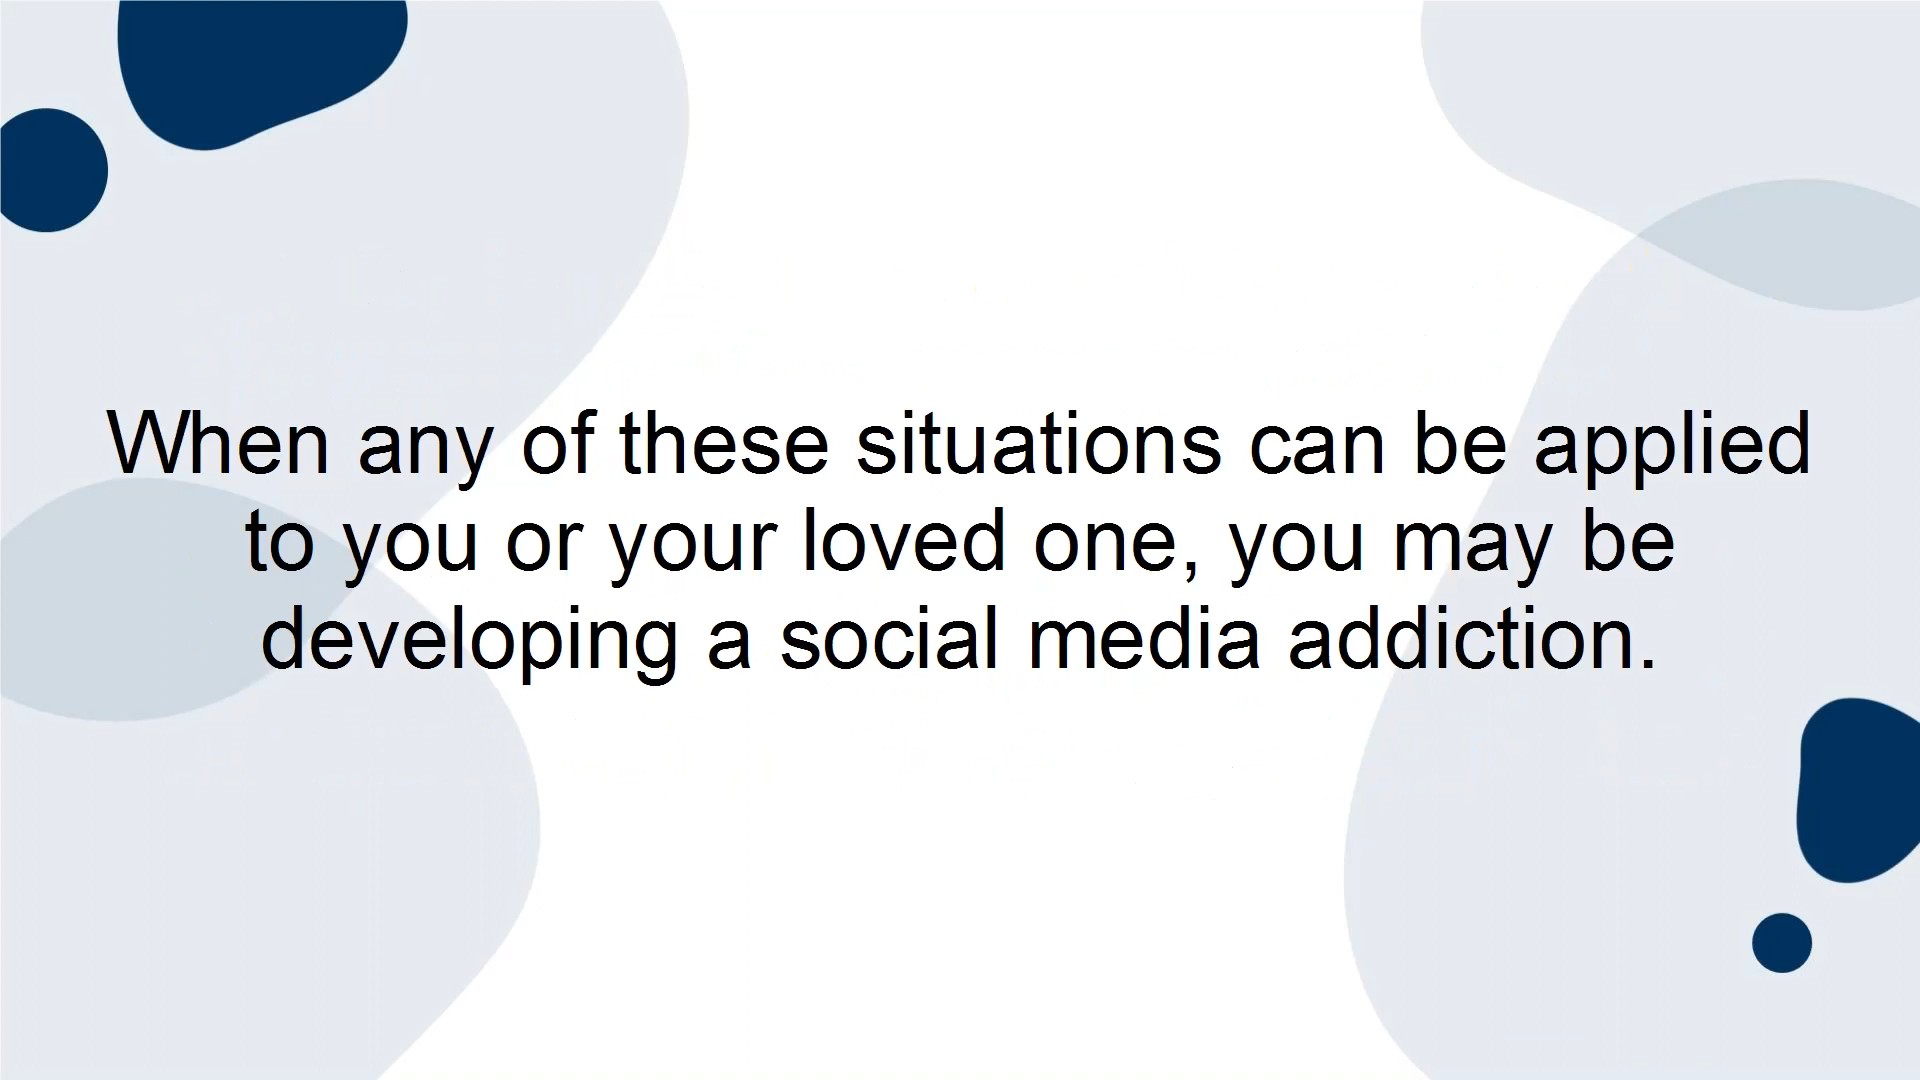 When any of these situations can be applied
to you or your loved one, you may be
developing a social media addiction.